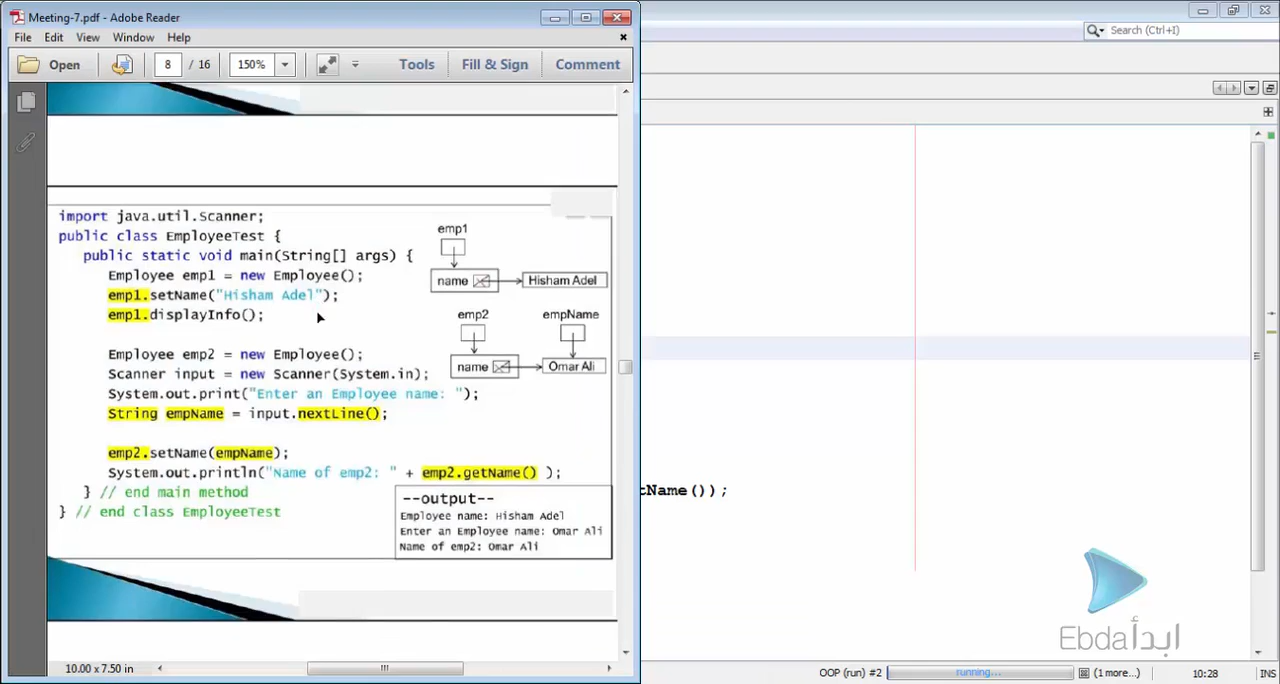 Meeting-7.pdf - Adobe Reader
File Edit View Window Help
Open 8 / 16 150% Tools Fill & Sign Comment
import java.util.Scanner;
public class EmployeeTest {
public static void main(String[] args) {
Employee emp1 = new Employee();
emp1.setName("Hisham Adel");
emp1.displayInfo();
Employee emp2 = new Employee();
Scanner input = new Scanner(System.in);
System.out.print("Enter an Employee name: ");
String empName = input.nextLine();
emp2.setName(empName);
System.out.println("Name of emp2: " + emp2.getName() );
} // end main method
} // end class EmployeeTest
emp1
name Hisham Adel
emp2 empName
name Omar Ali
--output--
Employee name: Hisham Adel
Enter an Employee name: Omar Ali
Name of emp2: Omar Ali
10.00 x 7.50 in
Search (Ctrl+I)
tName());
Ebda ابدأ
OOP (run) #2 running... (1 more...) 10:28 INS